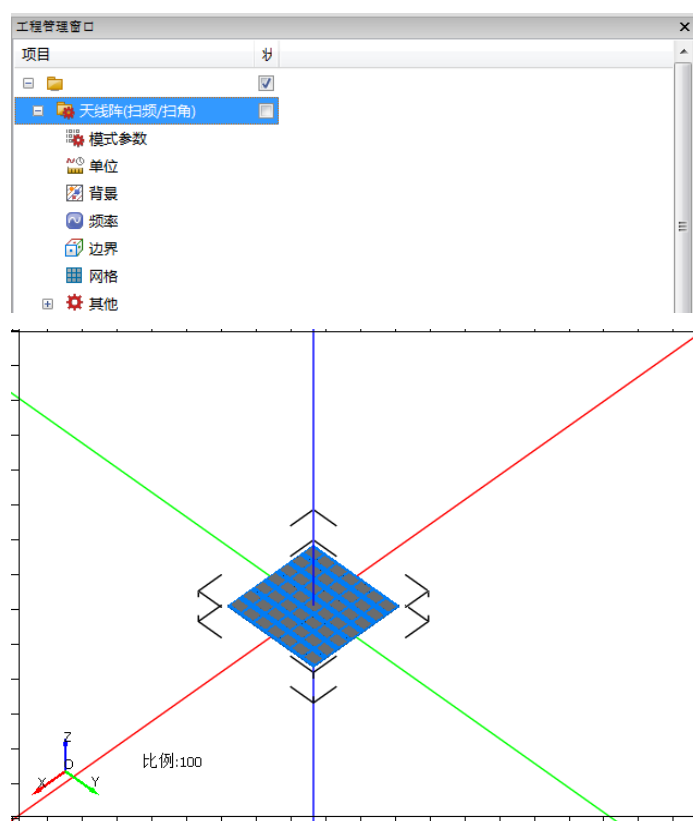 工程管理窗口
项目
天线阵(扫频/扫角)
模式参数
单位
背景
频率
边界
网格
其他
Z
O
X
Y
比例:100